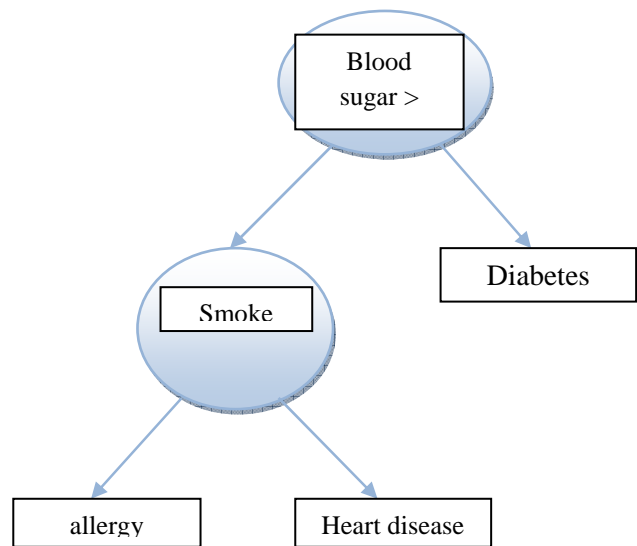 Blood
sugar >
Diabetes
Smoke
allergy
Heart disease